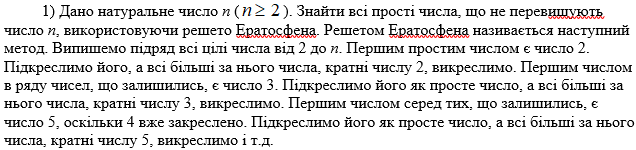 1) Дано натуральне число n (n ≥ 2). Знайти всі прості числа, що не перевищують
число n, використовуючи решето Ератосфена. Решетом Ератосфена називається наступний
метод. Випишемо підряд всі цілі числа від 2 до n. Першим простим числом є число 2.
Підкреслимо його, а всі більші за нього числа, кратні числу 2, викреслимо. Першим числом
в ряду чисел, що залишились, є число 3. Підкреслимо його як просте число, а всі більші за
нього числа, кратні числу 3, викреслимо. Першим числом серед тих, що залишились, є
число 5, оскільки 4 вже закреслено. Підкреслимо його як просте число, а всі більші за нього
числа, кратні числу 5, викреслимо і т.д.